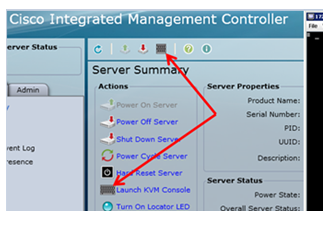 Cisco Integrated Management Controller
File
erver Status
Server Summary
Actions
Server Properties
Admin
Power On Server
Product Name:
Power Off Server
Serial Number:
PID:
Shut Down Server
UUID:
vent Log
Power Cycle Server
Description:
resence
Hard Reset Server
Server Status
Launch KVM Console
Power State:
Turn On Locator LED
Overall Server Status: